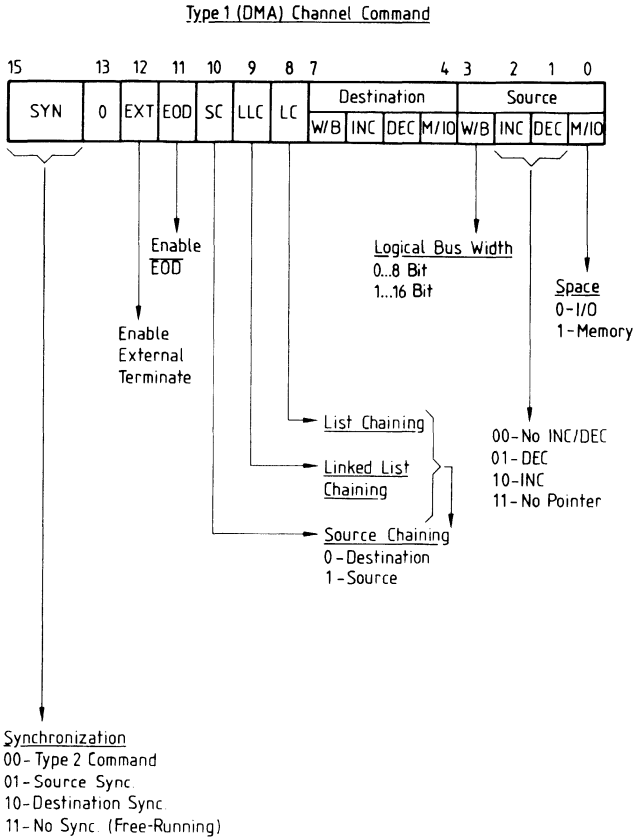 Type 1 (DMA) Channel Command
15 13 12 11 10 9 8 7 4 3 2 1 0
SYN 0 EXT EOD SC LLC LC Destination Source
W/B INC DEC M/IO W/B INC DEC M/IO
Enable
EOD
Logical Bus Width
0...8 Bit
1...16 Bit
Space
0-I/O
1-Memory
Enable
External
Terminate
List Chaining
Linked List
Chaining
Source Chaining
0-Destination
1-Source
00-No INC/DEC
01-DEC
10-INC
11-No Pointer
Synchronization
00-Type 2 Command
01-Source Sync.
10-Destination Sync.
11-No Sync. (Free-Running)